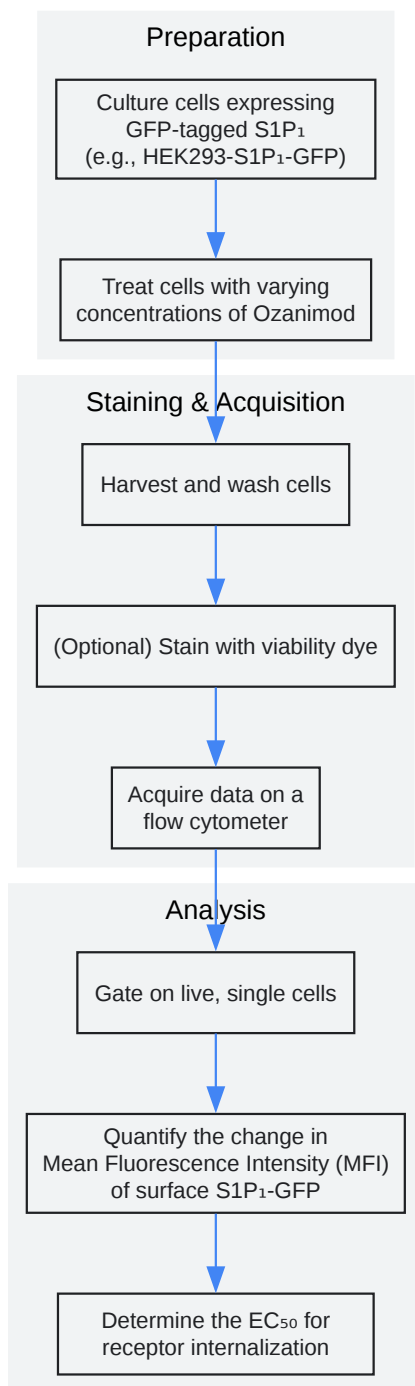 Preparation
Culture cells expressing
GFP-tagged S1P₁
(e.g., HEK293-S1P₁-GFP)
Treat cells with varying
concentrations of Ozanimod
Staining & Acquisition
Harvest and wash cells
(Optional) Stain with viability dye
Acquire data on a
flow cytometer
Analysis
Gate on live, single cells
Quantify the change in
Mean Fluorescence Intensity (MFI)
of surface S1P₁-GFP
Determine the EC₅₀ for
receptor internalization